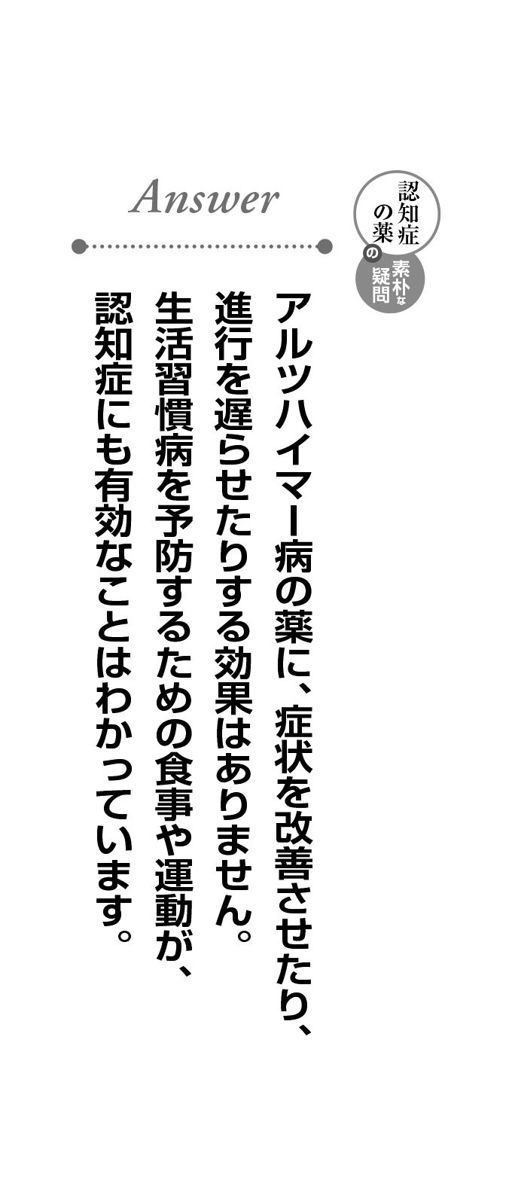 認知症
の薬
の
素朴な
疑問
Answer
アルツハイマー病の薬に、症状を改善させたり、
進行を遅らせたりする効果はありません。
生活習慣病を予防するための食事や運動が、
認知症にも有効なことはわかっています。